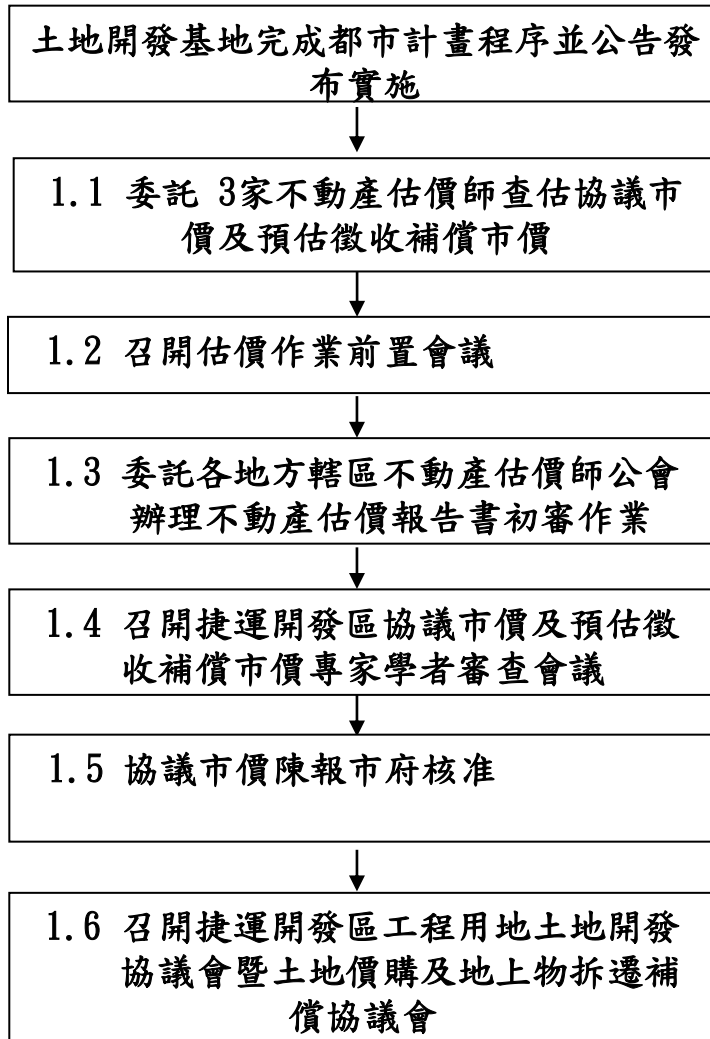 土地開發基地完成都市計畫程序並公告發
布實施
1.1 委託 3家不動產估價師查估協議市
價及預估徵收補償市價
1.2 召開估價作業前置會議
1.3 委託各地方轄區不動產估價師公會
辦理不動產估價報告書初審作業
1.4 召開捷運開發區協議市價及預估徵
收補償市價專家學者審查會議
1.5 協議市價陳報市府核准
1.6 召開捷運開發區工程用地土地開發
協議會暨土地價購及地上物拆遷補
償協議會